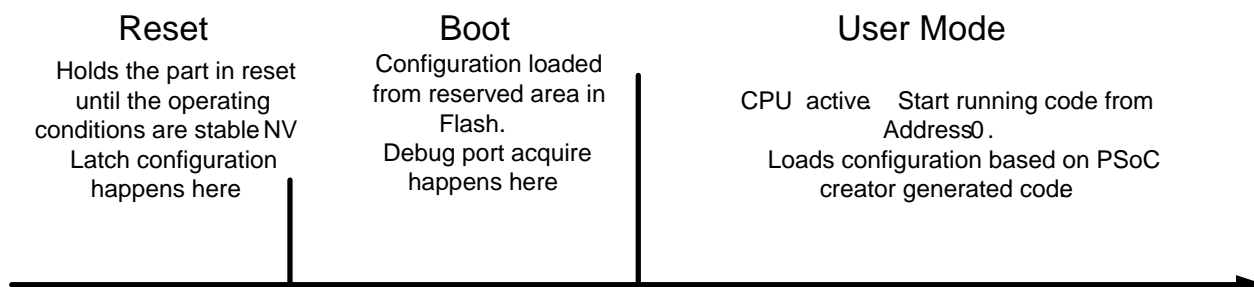 Reset
Holds the part in reset
until the operating
conditions are stable NV
Latch configuration
happens here
Boot
Configuration loaded
from reserved area in
Flash.
Debug port acquire
happens here
User Mode
CPU active. Start running code from
Address0.
Loads configuration based on PSoC
creator generated code